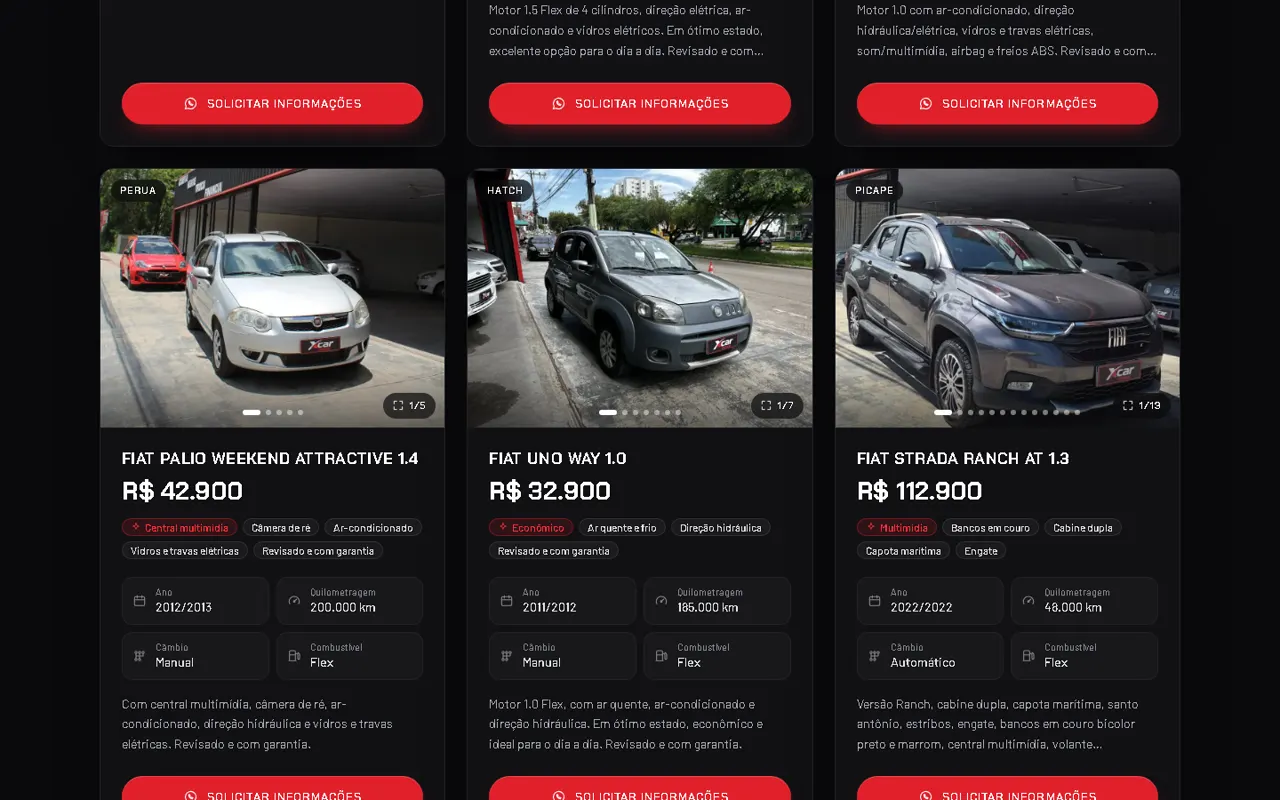 Motor 1.5 Flex de 4 cilindros, direção elétrica, ar-
condicionado e vidros elétricos. Em ótimo estado,
excelente opção para o dia a dia. Revisado e com...
Motor 1.0 com ar-condicionado, direção
hidráulica/elétrica, vidros e travas elétricas,
som/multimídia, airbag e freios ABS. Revisado e com...
SOLICITAR INFORMAÇÕES
SOLICITAR INFORMAÇÕES
SOLICITAR INFORMAÇÕES
PERUA
Xcar
1/5
FIAT PALIO WEEKEND ATTRACTIVE 1.4
R$ 42.900
Central multimídia
Câmera de ré
Ar-condicionado
Vidros e travas elétricas
Revisado e com garantia
Ano
2012/2013
Quilometragem
200.000 km
Câmbio
Manual
Combustível
Flex
Com central multimídia, câmera de ré, ar-
condicionado, direção hidráulica e vidros e travas
elétricas. Revisado e com garantia.
SOLICITAR INFORMAÇÕES
HATCH
Xcar
1/7
FIAT UNO WAY 1.0
R$ 32.900
Econômico
Ar quente e frio
Direção hidráulica
Revisado e com garantia
Ano
2011/2012
Quilometragem
185.000 km
Câmbio
Manual
Combustível
Flex
Motor 1.0 Flex, com ar quente, ar-condicionado e
direção hidráulica. Em ótimo estado, econômico e
ideal para o dia a dia. Revisado e com garantia.
SOLICITAR INFORMAÇÕES
PICAPE
FIAT
Xcar
1/13
FIAT STRADA RANCH AT 1.3
R$ 112.900
Multimídia
Bancos em couro
Cabine dupla
Capota marítima
Engate
Ano
2022/2022
Quilometragem
48.000 km
Câmbio
Automático
Combustível
Flex
Versão Ranch, cabine dupla, capota marítima, santo
antônio, estribos, engate, bancos em couro bicolor
preto e marrom, central multimídia, volante...
SOLICITAR INFORMAÇÕES